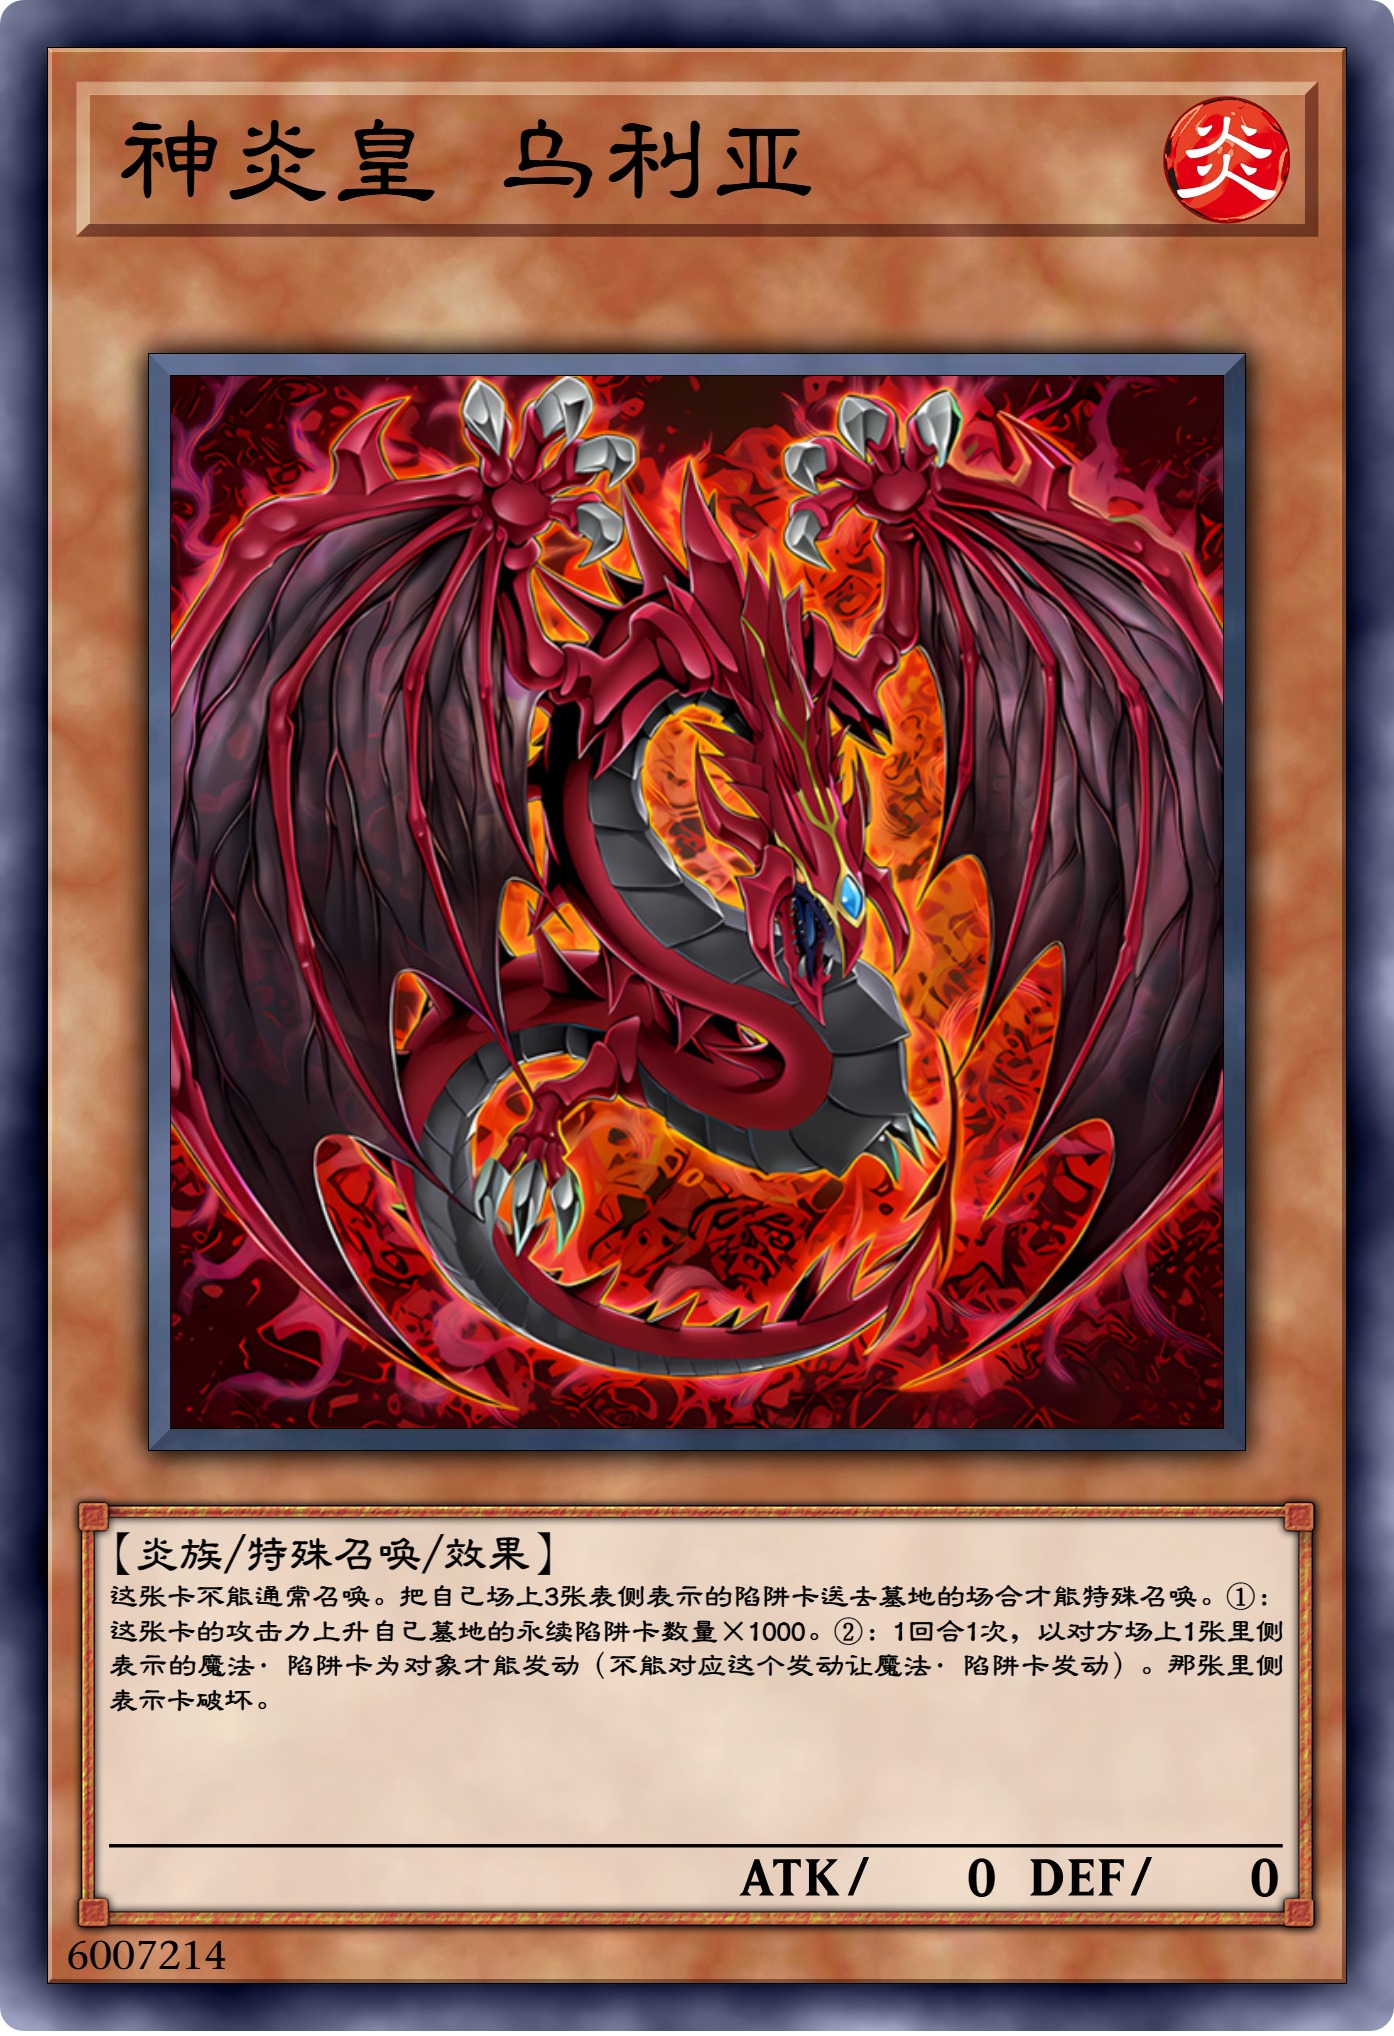 神炎皇 乌利亚
炎
【炎族/特殊召唤/效果】
这张卡不能通常召唤。把自己场上3张表侧表示的陷阱卡送去墓地的场合才能特殊召唤。①：
这张卡的攻击力上升自己墓地的永续陷阱卡数量×1000。②：1回合1次，以对方场上1张里侧
表示的魔法·陷阱卡为对象才能发动（不能对应这个发动让魔法·陷阱卡发动）。那张里侧
表示卡破坏。
ATK/ 0 DEF/ 0
6007214